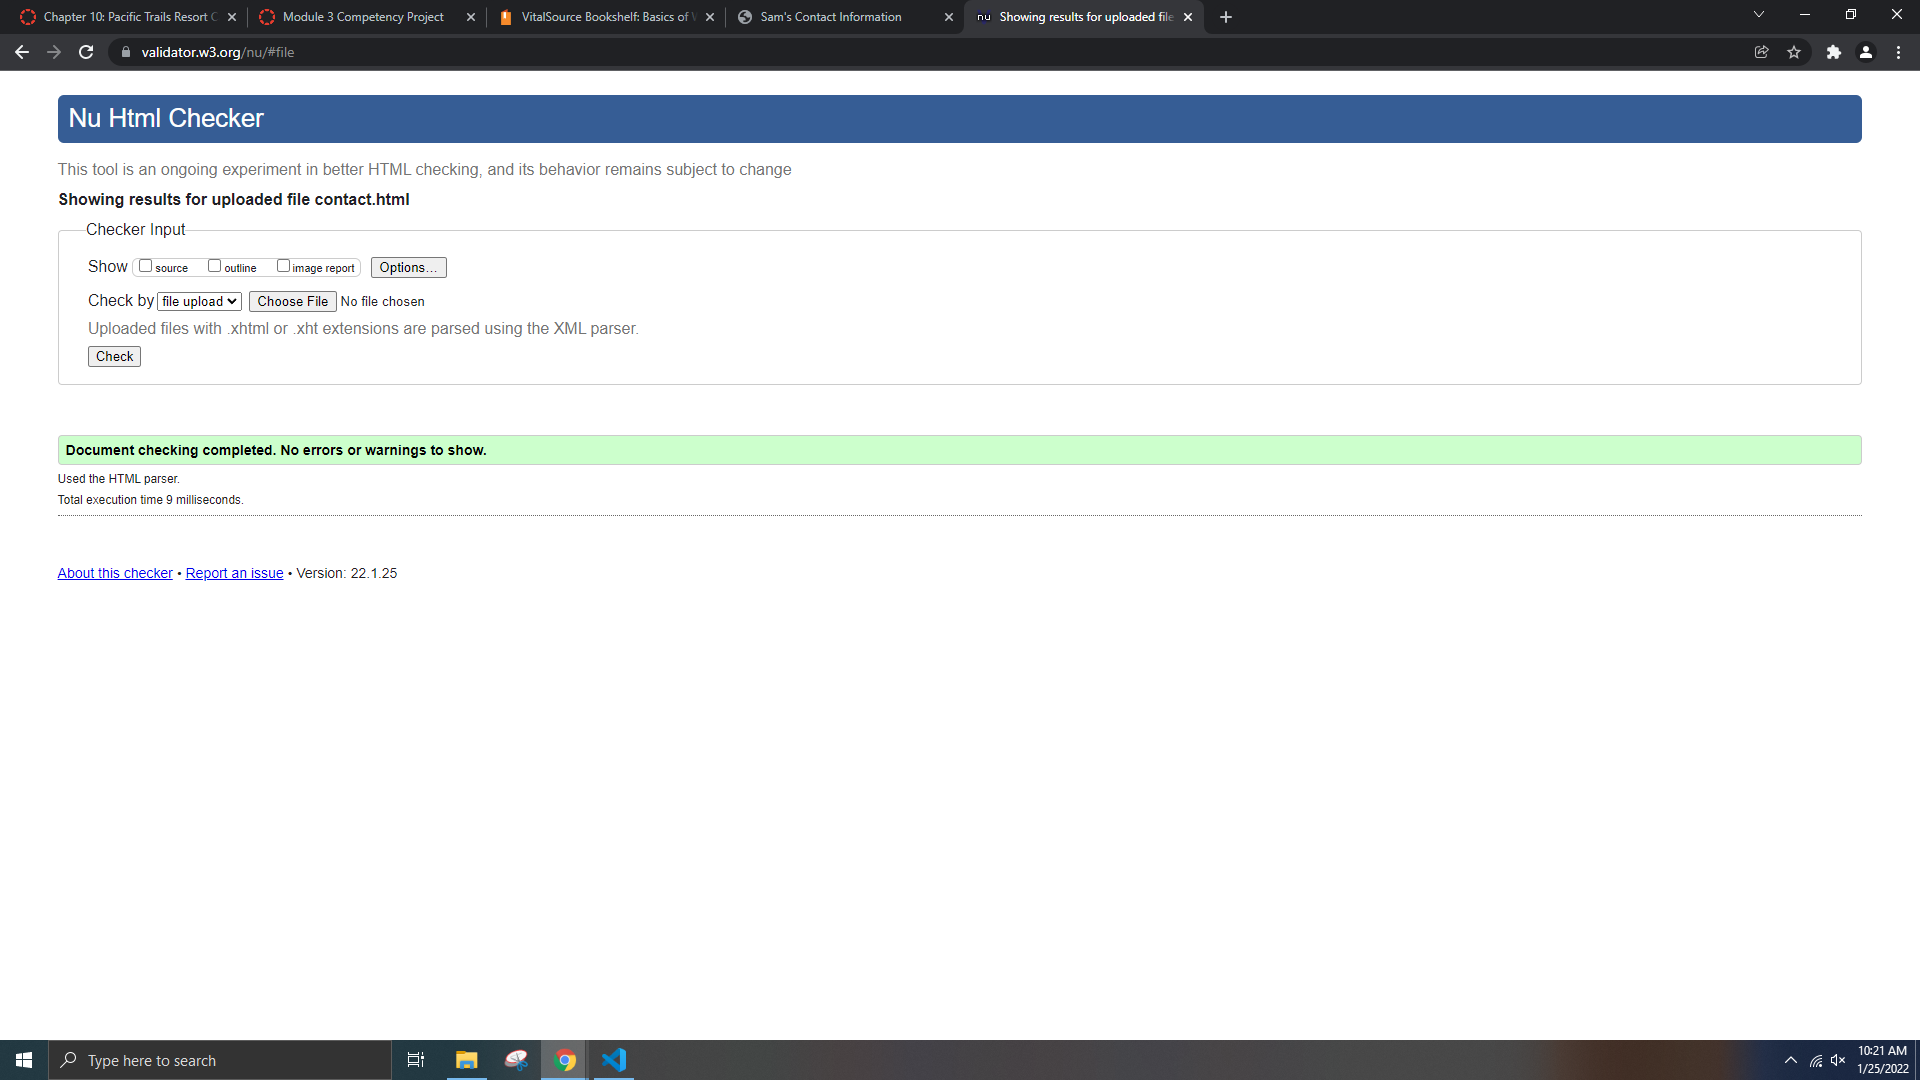 Chapter 10: Pacific Trails Resort C
Module 3 Competency Project
VitalSource Bookshelf: Basics of W
Sam's Contact Information
nu Showing results for uploaded file
validator.w3.org/nu/#file
Nu Html Checker
This tool is an ongoing experiment in better HTML checking, and its behavior remains subject to change
Showing results for uploaded file contact.html
Checker Input
Show source outline image report Options...
Check by file upload Choose File No file chosen
Uploaded files with .xhtml or .xht extensions are parsed using the XML parser.
Check
Document checking completed. No errors or warnings to show.
Used the HTML parser.
Total execution time 9 milliseconds.
About this checker • Report an issue • Version: 22.1.25
Type here to search
10:21 AM
1/25/2022